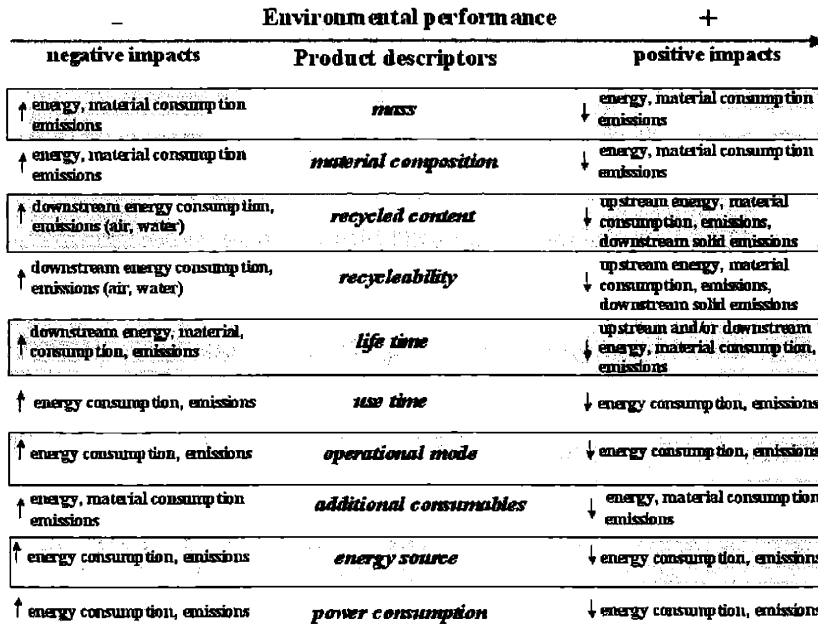 – Environmental performance +
negative impacts Product descriptors positive impacts
↑ energy, material consumption
emissions
mass
↓ energy, material consumption
emissions
↑ energy, material consumption
emissions
material composition
↓ energy, material consumption
emissions
↑ downstream energy consumption,
emissions (air, water)
recycled content
↓ upstream energy, material
consumption, emissions,
downstream solid emissions
↑ downstream energy consumption,
emissions (air, water)
recycleability
↓ upstream energy, material
consumption, emissions,
downstream solid emissions
↑ downstream energy, material,
consumption, emissions
life time
↓ upstream and/or downstream
energy, material consumption,
emissions
↑ energy consumption, emissions
use time
↓ energy consumption, emissions
↑ energy consumption, emissions
operational mode
↓ energy consumption, emissions
↑ energy, material consumption
emissions
additional consumables
↓ energy, material consumption
emissions
↑ energy consumption, emissions
energy source
↓ energy consumption, emissions
↑ energy consumption, emissions
power consumption
↓ energy consumption, emissions